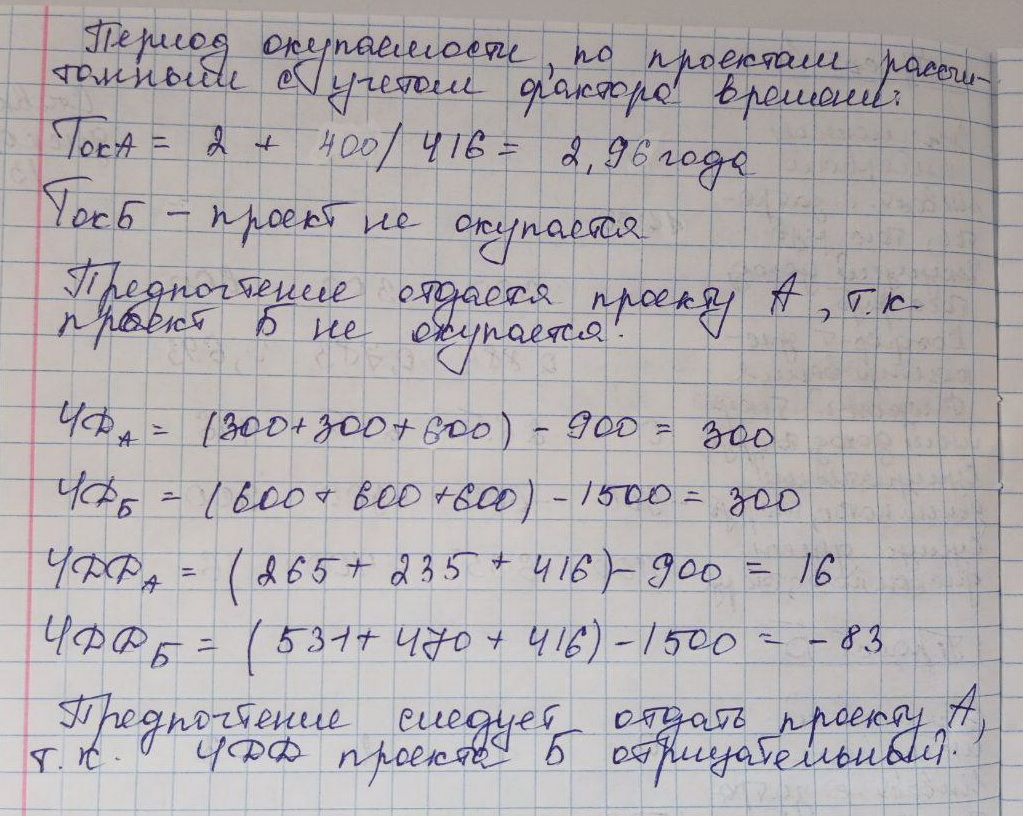 Период окупаемости, по проектам рассчи-
танным с учетом фактора времени:
ТокА = 2 + 400/416 = 2,96 года
ТокБ – проект не окупается
Предпочтение отдается проекту А, т.к.
проект Б не окупается.
ЧДА = (300+300+600) - 900 = 300
ЧДБ = (600+600+600) - 1500 = 300
ЧДДА = (265+235+416) - 900 = 16
ЧДДБ = (531+470+416) - 1500 = -83
Предпочтение следует отдать проекту А,
т.к. ЧДД проекта Б отрицательный.